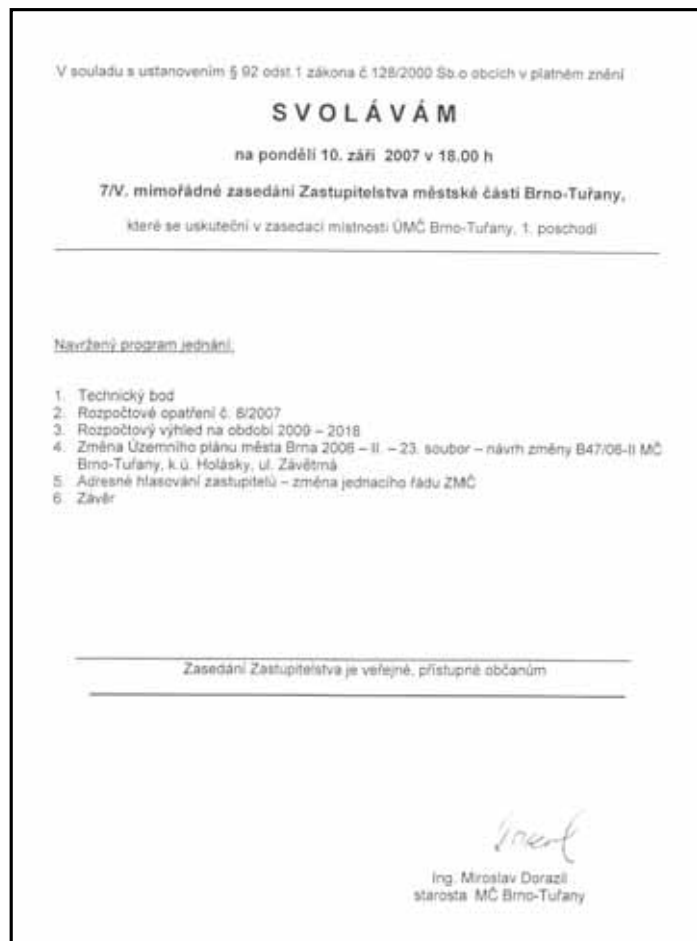 V souladu s ustanovením § 92 odst.1 zákona č 128/2000 Sb.o obcích v platném znění
SVOLÁVÁM
na pondělí 10. září 2007 v 18.00 h
7/V. mimořádné zasedání Zastupitelstva městské části Brno-Tuřany,
které se uskuteční v zasedací místnosti ÚMČ Brno-Tuřany, 1. poschodí
Navržený program jednání:
1. Technický bod
2. Rozpočtové opatření č. 6/2007
3. Rozpočtový výhled na období 2009 – 2018
4. Změna Územního plánu města Brna 2006 – II. – 23. soubor – návrh změny B47/06-II MČ
Brno-Tuřany, k.ú. Holásky, ul. Závětrná
5. Adresné hlasování zastupitelů – změna jednacího řádu ZMČ
6. Závěr
Zasedání Zastupitelstva je veřejné, přístupné občanům
Ing. Miroslav Dorazil
starosta MČ Brno-Tuřany